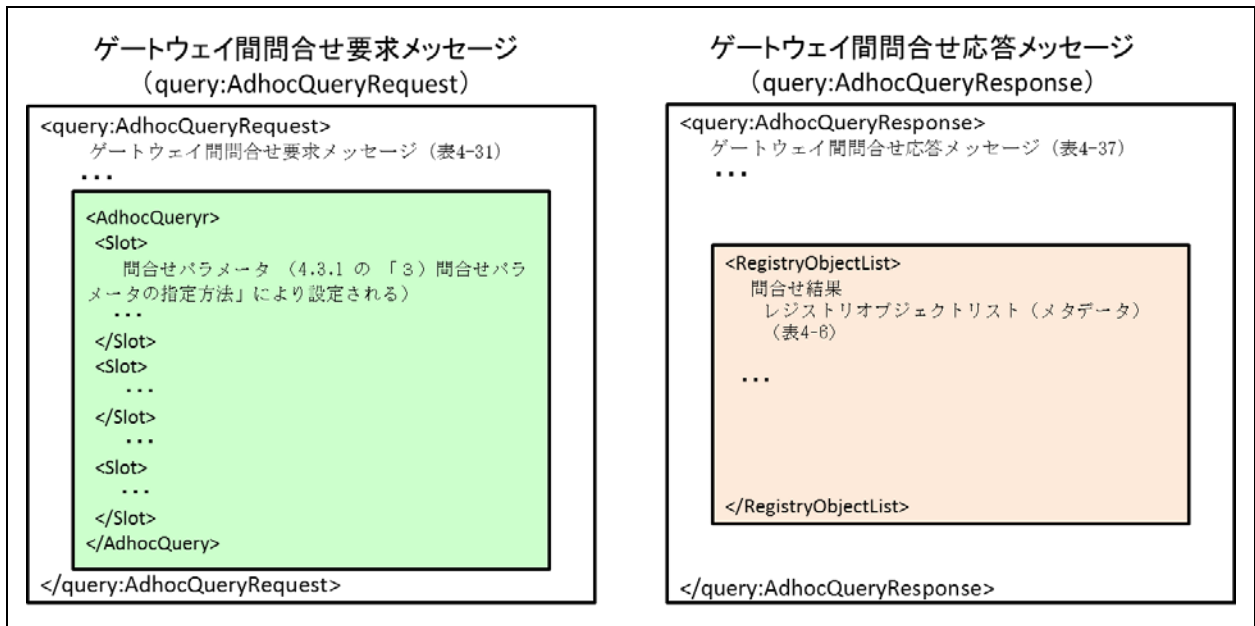 ゲートウェイ間問合せ要求メッセージ
（query:AdhocQueryRequest）
<query:AdhocQueryRequest>
ゲートウェイ間問合せ要求メッセージ（表4-31）
・・・
<AdhocQueryr>
<Slot>
問合せパラメータ （4.3.1 の 「３）問合せパラ
メータの指定方法」により設定される）
・・・
</Slot>
<Slot>
・・・
</Slot>
・・・
<Slot>
・・・
</Slot>
</AdhocQuery>
</query:AdhocQueryRequest>
ゲートウェイ間問合せ応答メッセージ
（query:AdhocQueryResponse）
<query:AdhocQueryResponse>
ゲートウェイ間問合せ応答メッセージ（表4-37）
・・・
<RegistryObjectList>
問合せ結果
レジストリオブジェクトリスト（メタデータ）
（表4-6）
・・・
</RegistryObjectList>
</query:AdhocQueryResponse>